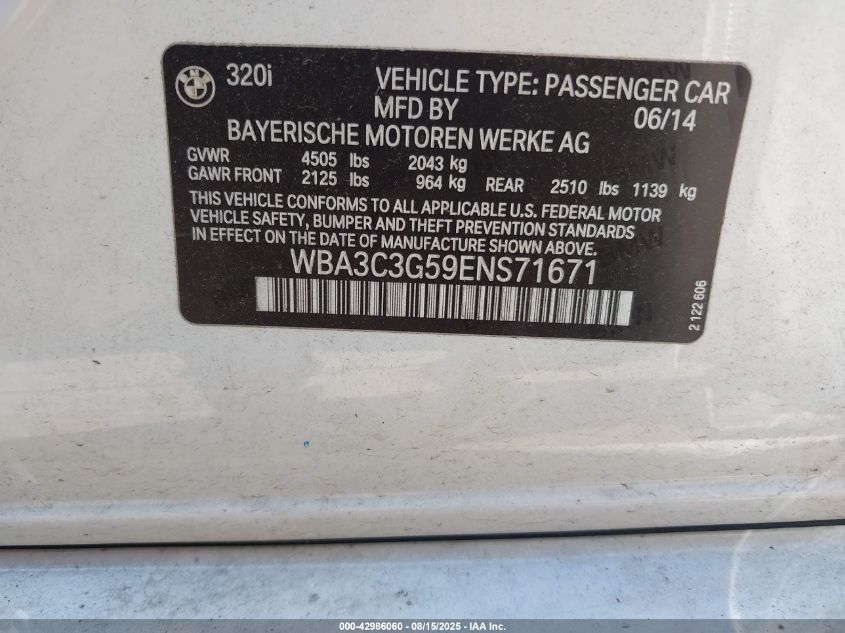 320i VEHICLE TYPE: PASSENGER CAR
MFD BY 06/14
BAYERISCHE MOTOREN WERKE AG
GVWR 4505 lbs 2043 kg
GAWR FRONT 2125 lbs 964 kg REAR 2510 lbs 1139 kg
THIS VEHICLE CONFORMS TO ALL APPLICABLE U.S. FEDERAL MOTOR
VEHICLE SAFETY, BUMPER AND THEFT PREVENTION STANDARDS
IN EFFECT ON THE DATE OF MANUFACTURE SHOWN ABOVE.
WBA3C3G59ENS71671
2 122 606
000-42986060 - 08/15/2025 - IAA Inc.